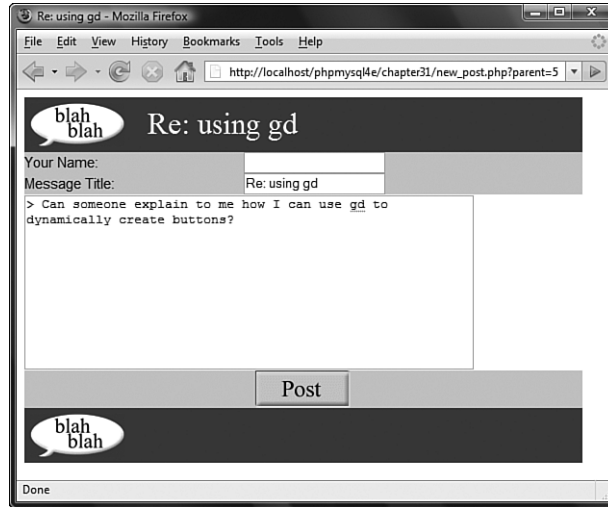 Re: using gd - Mozilla Firefox
File Edit View History Bookmarks Tools Help
http://localhost/phpmysql4e/chapter31/new_post.php?parent=5
blah
blah
Re: using gd
Your Name:
Message Title: Re: using gd
> Can someone explain to me how I can use gd to
dynamically create buttons?
Post
blah
blah
Done